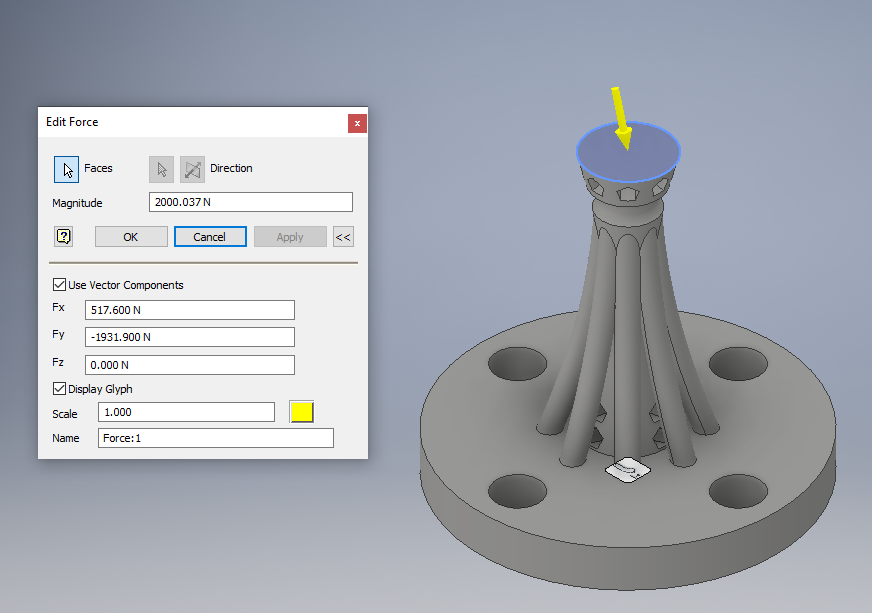 Edit Force
x
Faces
Direction
Magnitude 2000.037 N
? OK Cancel Apply <<
Use Vector Components
Fx 517.600 N
Fy -1931.900 N
Fz 0.000 N
Display Glyph
Scale 1.000
Name Force:1